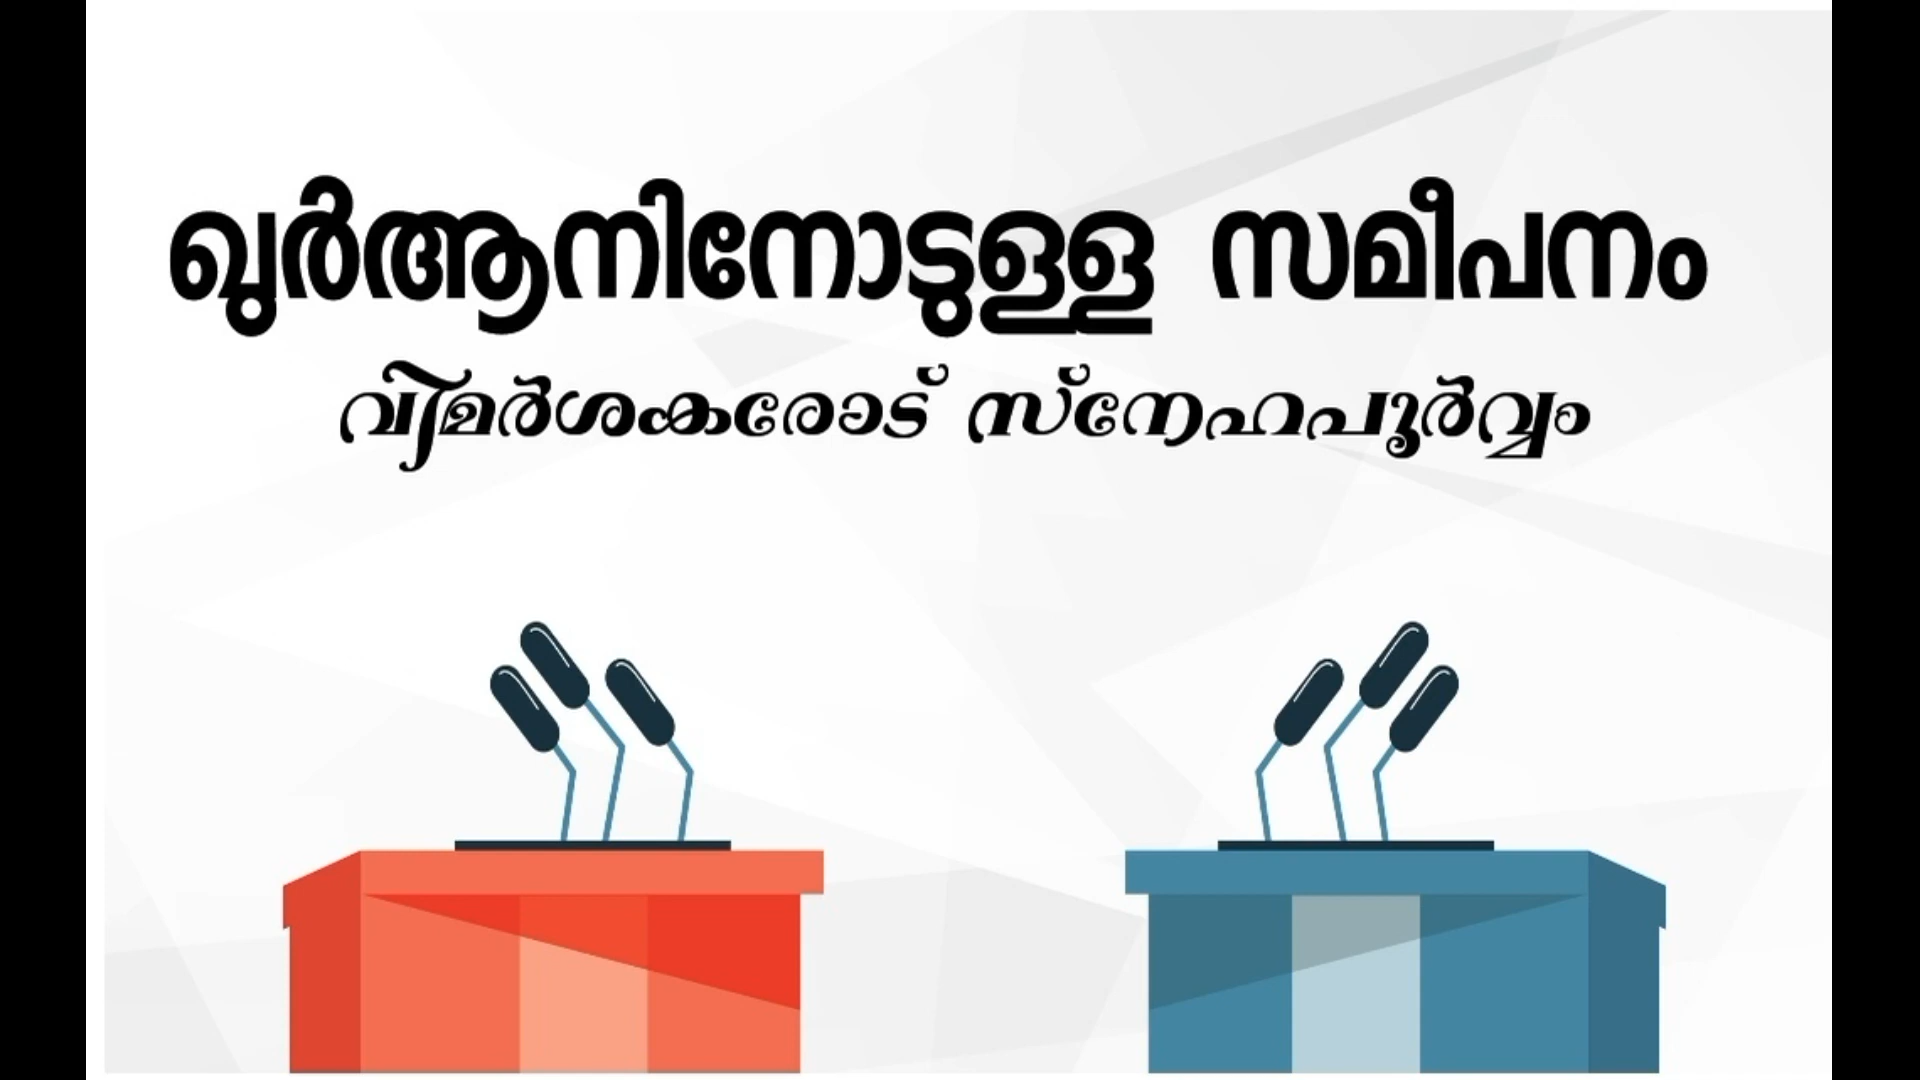 ഖുർആനിനോടുള്ള സമീപനം
വിമർശകരോട് സ്നേഹപൂർവ്വം